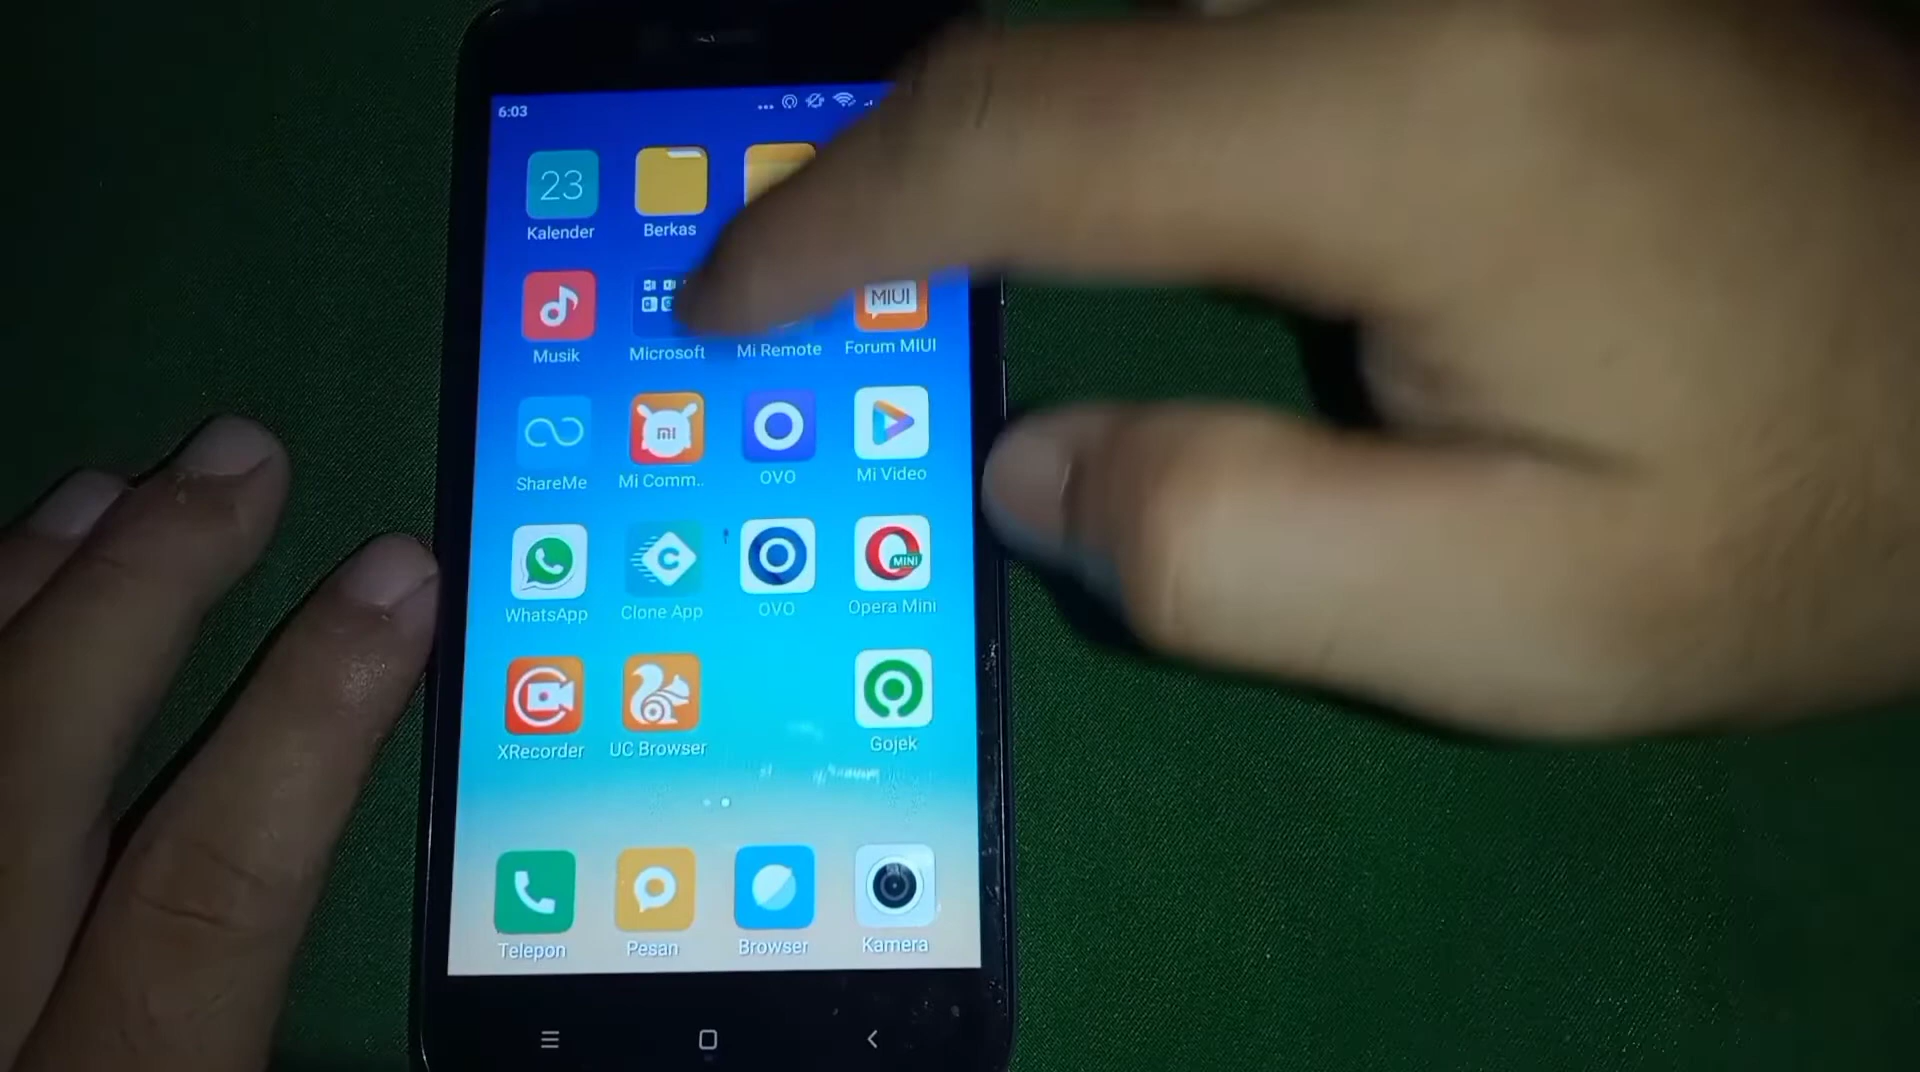 6:03
23
Kalender
Berkas
Musik
Microsoft
Mi Remote
MIUI
Forum MIUI
ShareMe
mi
Mi Comm..
OVO
Mi Video
WhatsApp
C
Clone App
OVO
MINI
Opera Mini
XRecorder
UC Browser
Gojek
Telepon
Pesan
Browser
Kamera